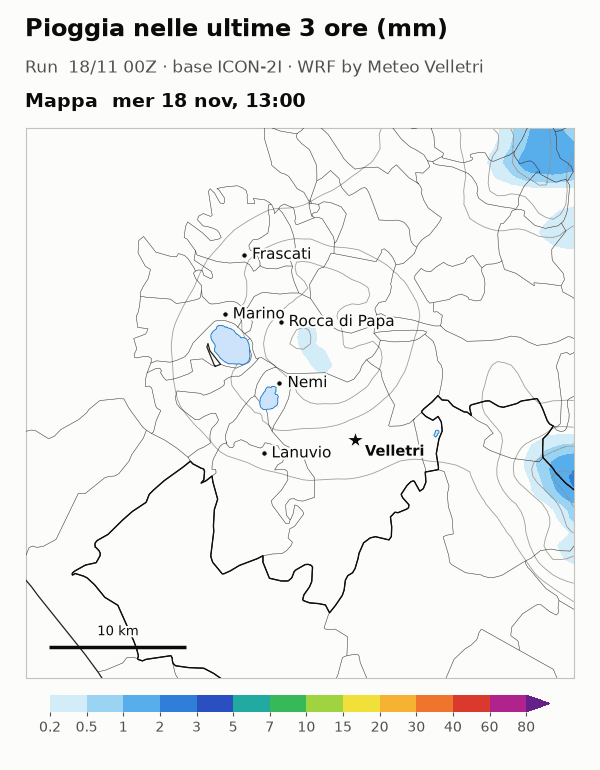 Pioggia nelle ultime 3 ore (mm)
Run  18/11 00Z · base ICON-2I · WRF by Meteo Velletri
Mappa  mer 18 nov, 13:00
Frascati
Marino
Rocca di Papa
Nemi
Velletri
Lanuvio
10 km
0.2 0.5 1 2 3 5 7 10 15 20 30 40 60 80